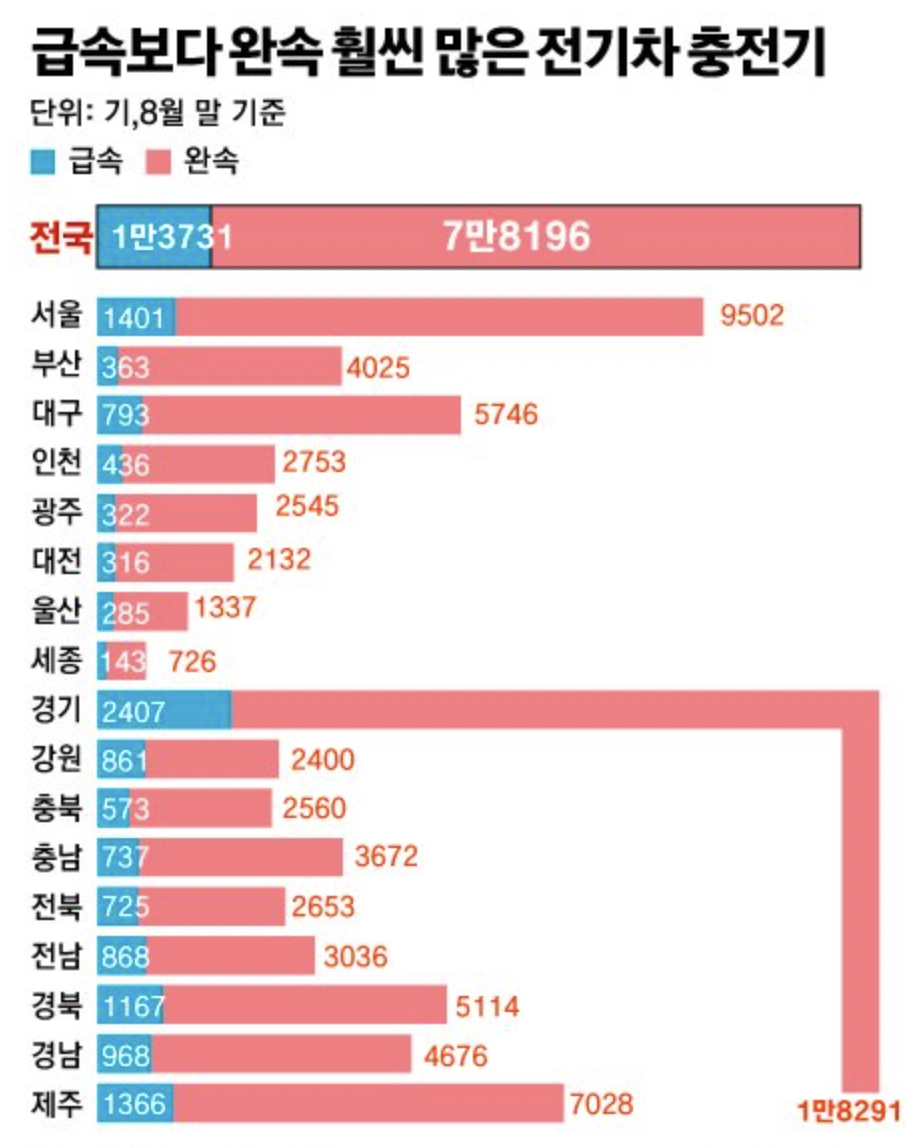 급속보다 완속 훨씬 많은 전기차 충전기
단위: 기,8월 말 기준
급속 완속
전국 1만3731 7만8196
서울 1401 9502
부산 363 4025
대구 793 5746
인천 436 2753
광주 322 2545
대전 316 2132
울산 285 1337
세종 143 726
경기 2407
강원 861 2400
충북 573 2560
충남 737 3672
전북 725 2653
전남 868 3036
경북 1167 5114
경남 968 4676
제주 1366 7028
1만8291